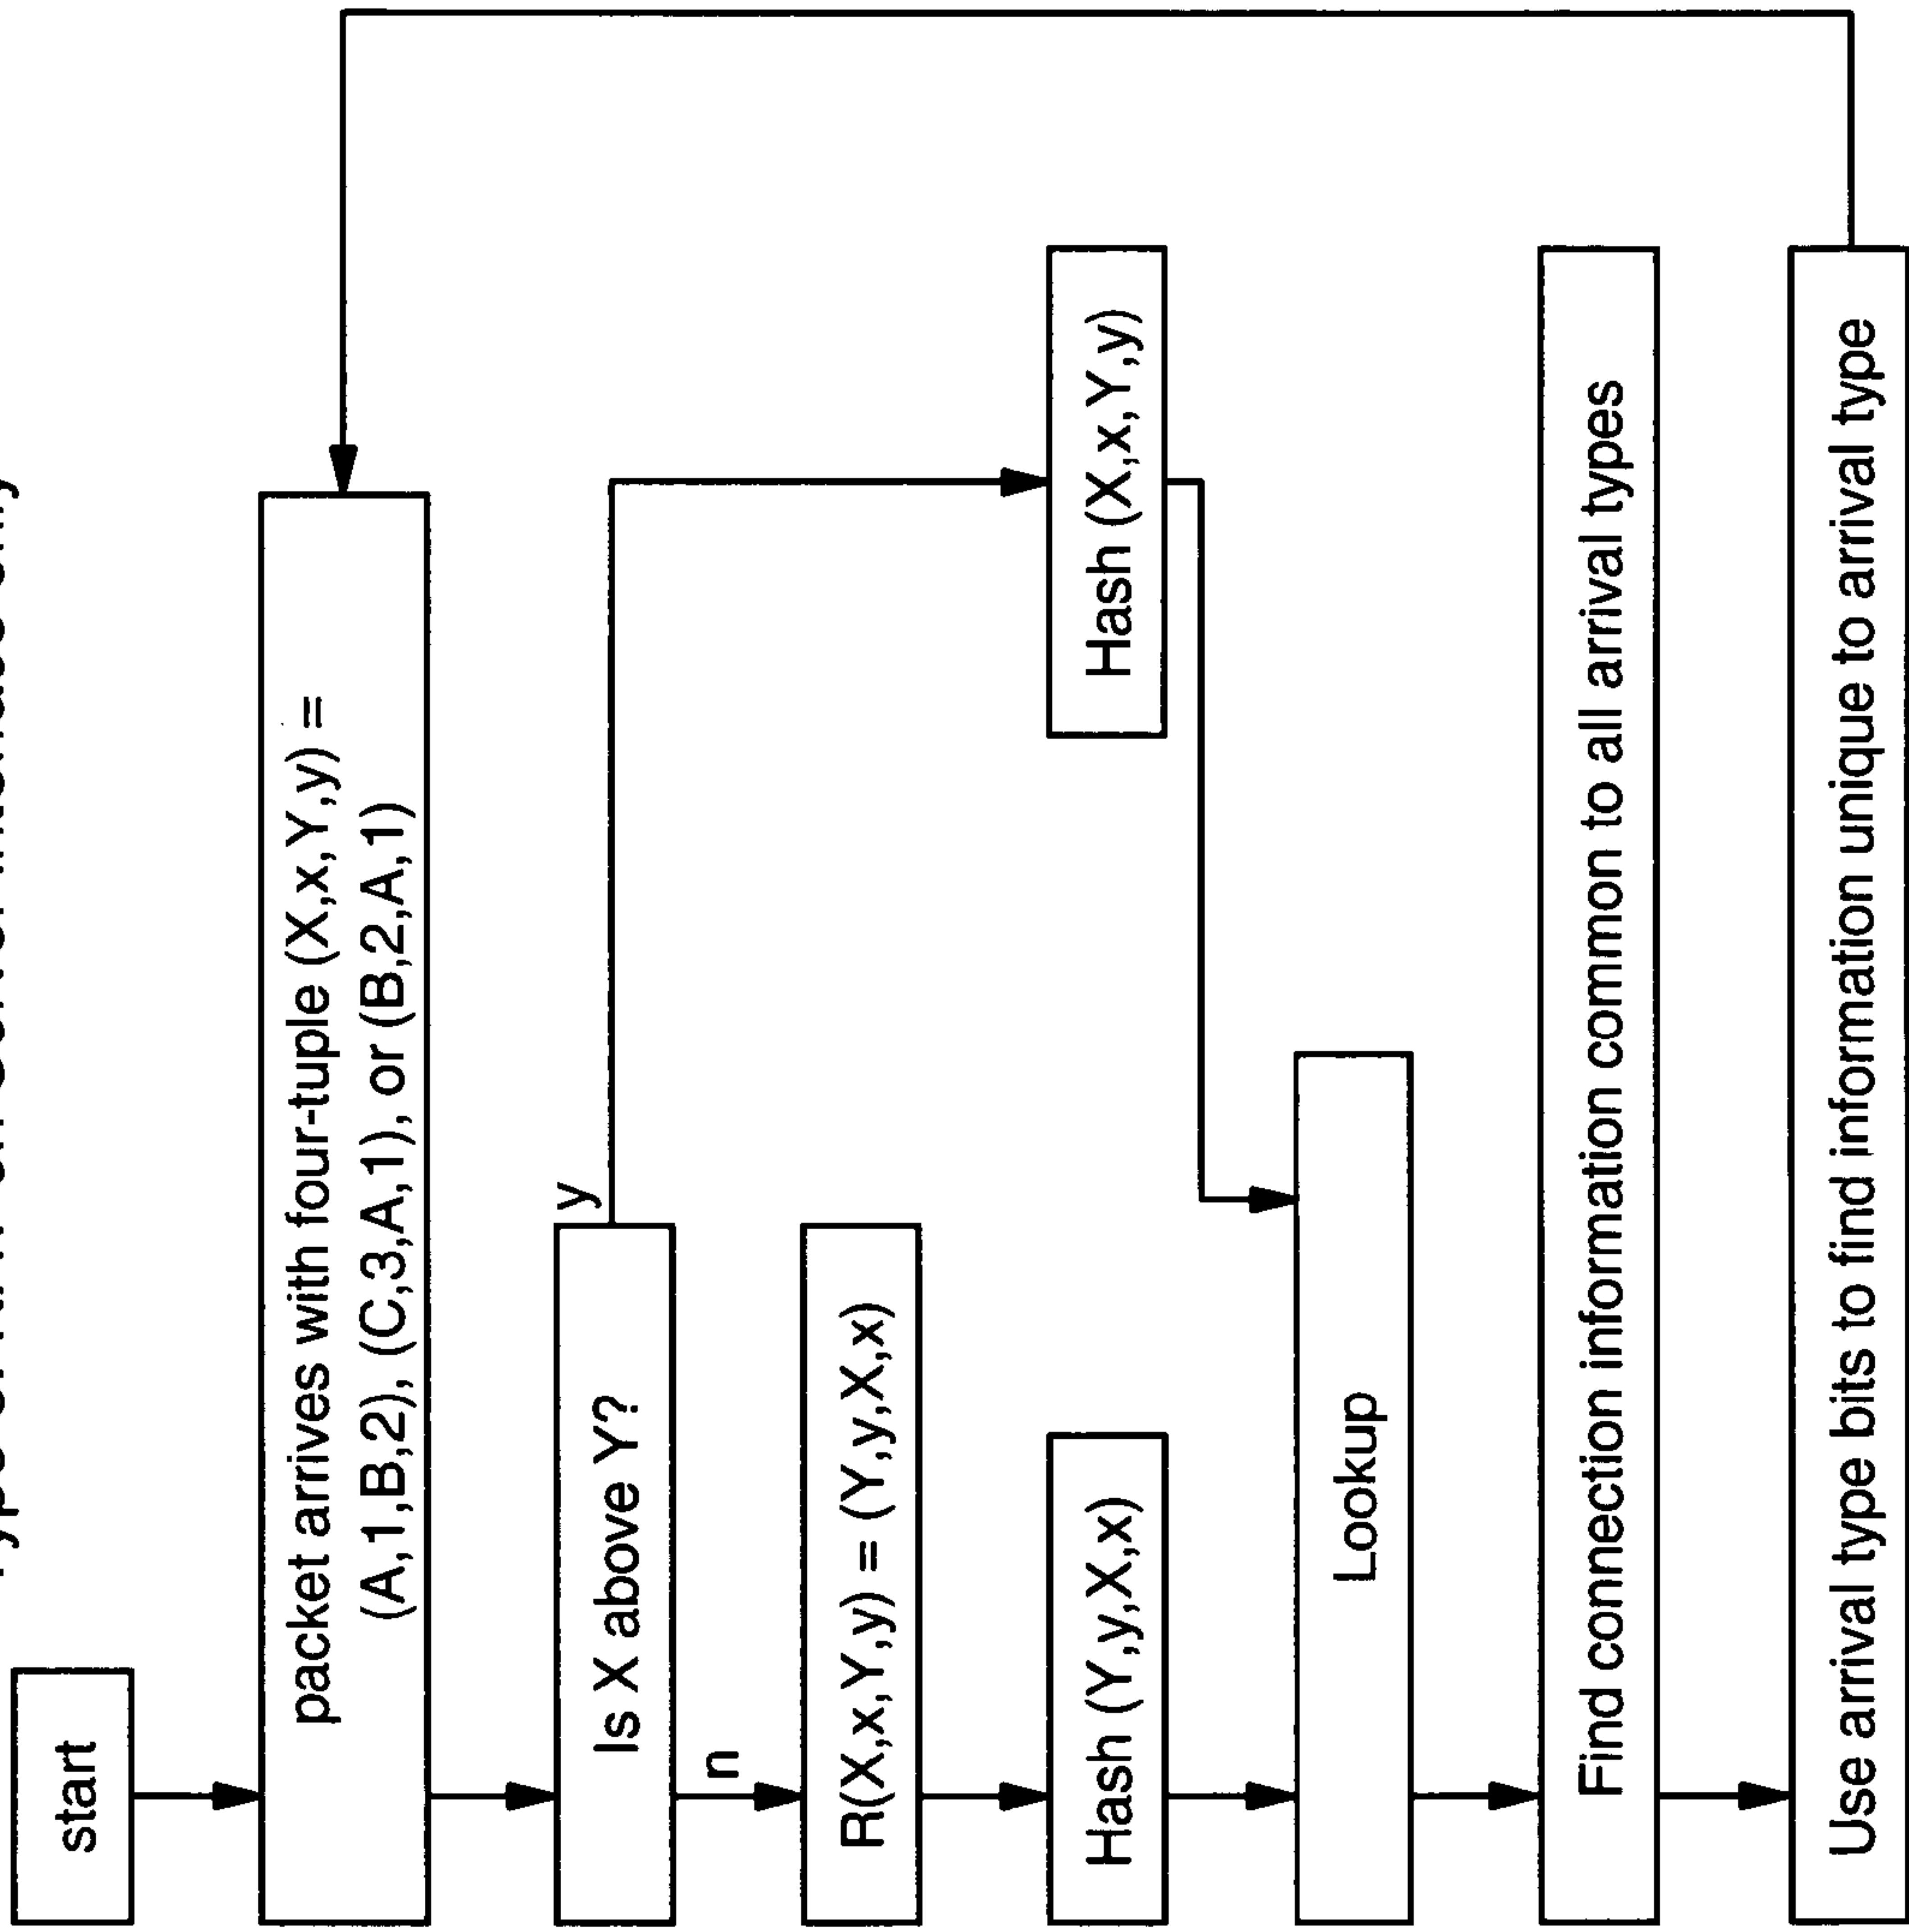 start
packet arrives with four-tuple (X,x,Y,y) =
(A,1,B,2), (C,3,A,1), or (B,2,A,1)
Is X above Y?
y
n
R(X,x,Y,y) = (Y,y,X,x)
Hash (Y,y,X,x)
Hash (X,x,Y,y)
Lookup
Find connection information common to all arrival types
Use arrival type bits to find information unique to arrival type